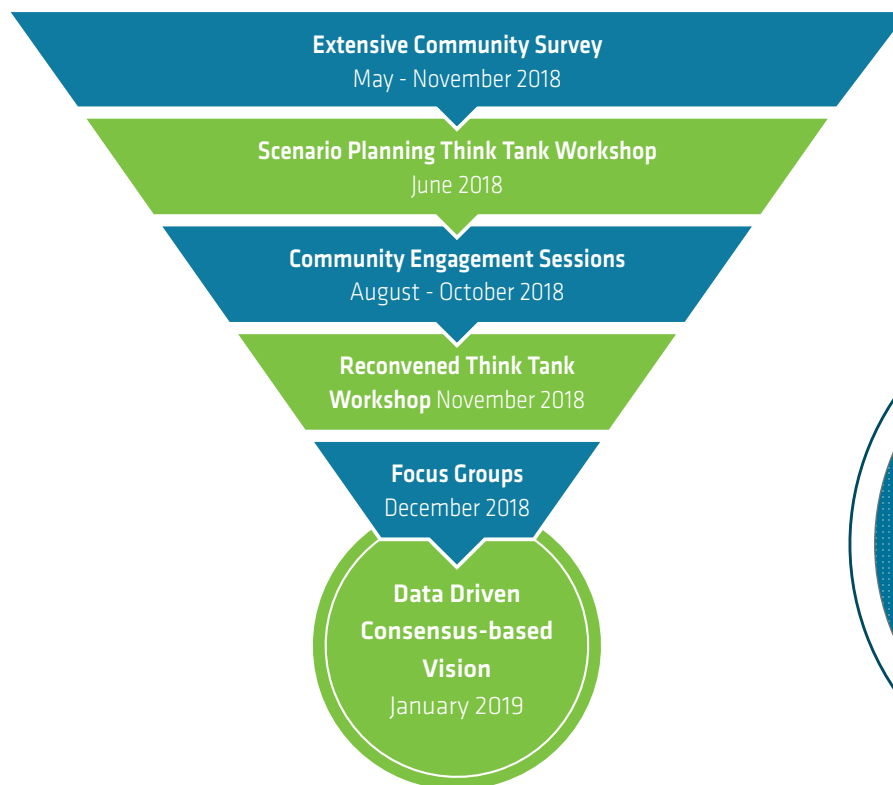 Extensive Community Survey
May - November 2018
Scenario Planning Think Tank Workshop
June 2018
Community Engagement Sessions
August - October 2018
Reconvened Think Tank
Workshop November 2018
Focus Groups
December 2018
Data Driven
Consensus-based
Vision
January 2019